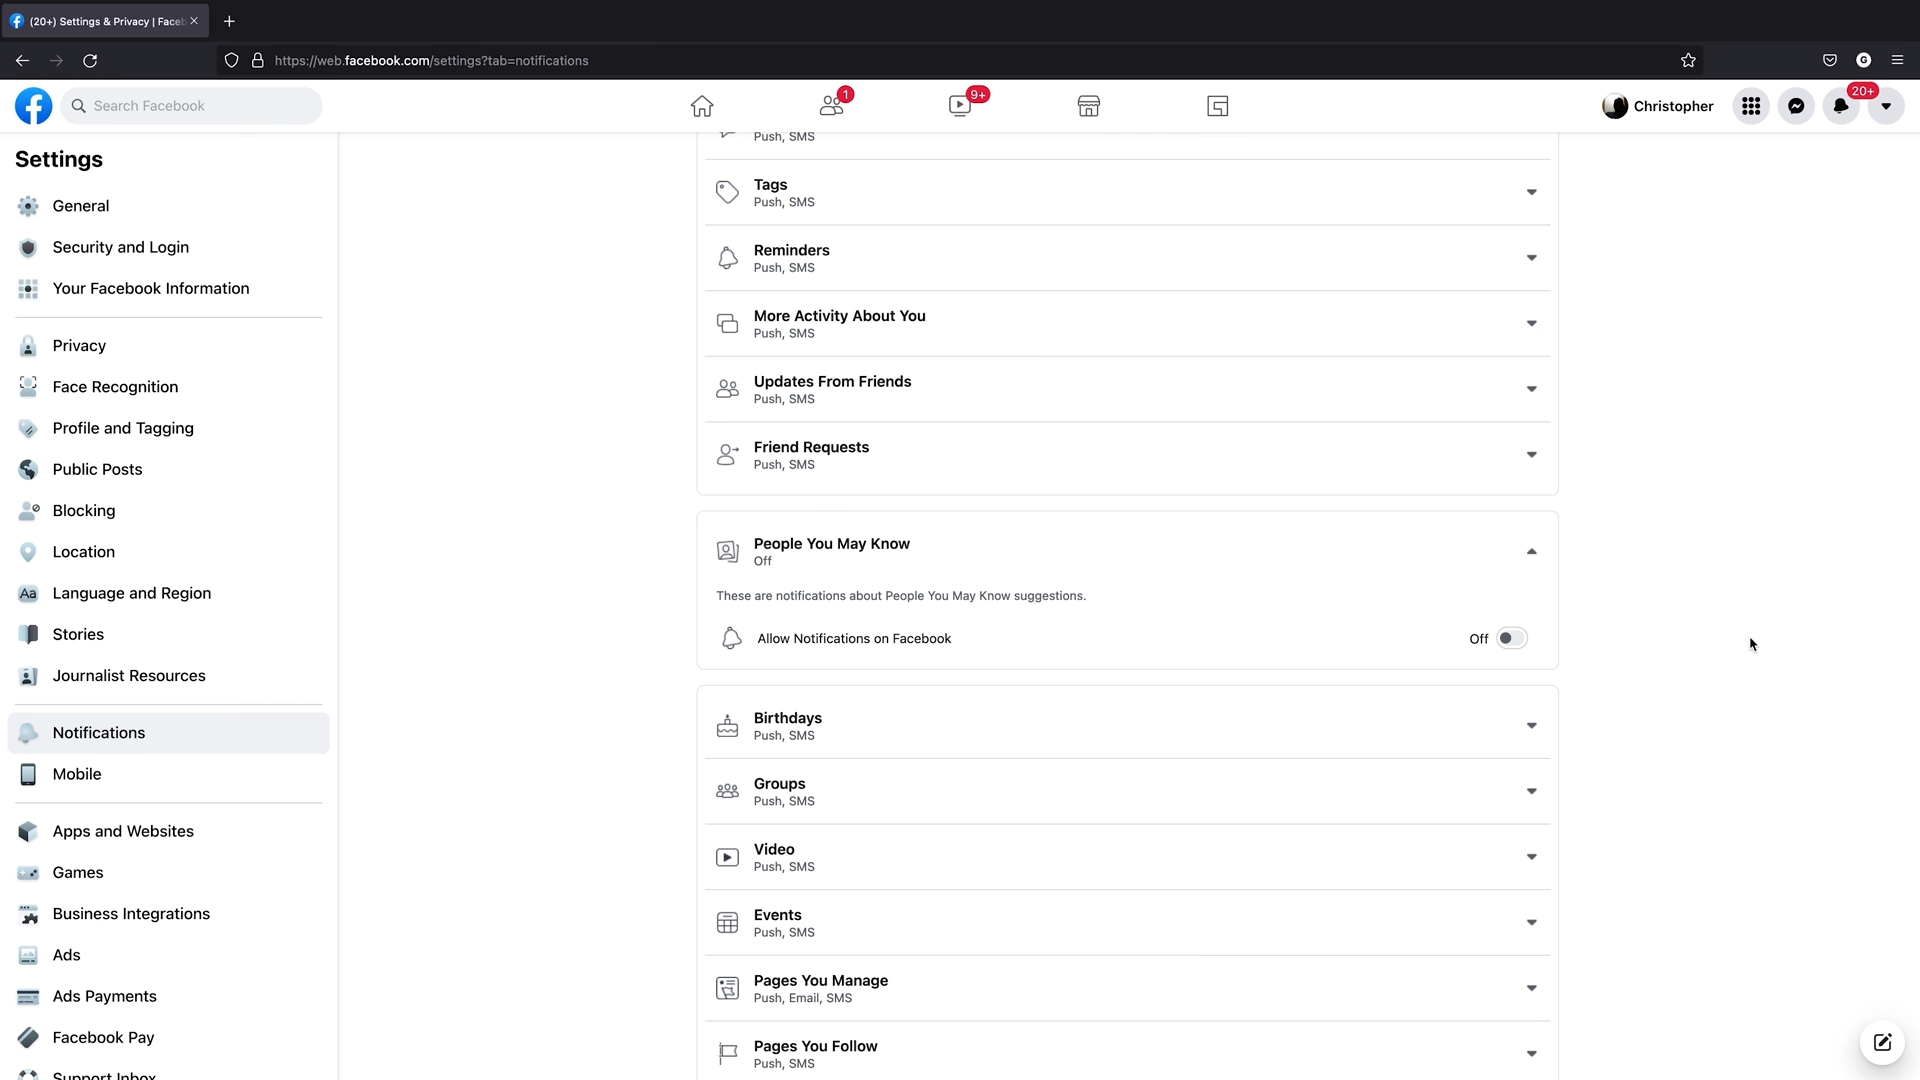 (20+) Settings & Privacy | Faceb
https://web.facebook.com/settings?tab=notifications
Search Facebook
1
9+
Christopher
20+
Settings
General
Security and Login
Your Facebook Information
Privacy
Face Recognition
Profile and Tagging
Public Posts
Blocking
Location
Aa Language and Region
Stories
Journalist Resources
Notifications
Mobile
Apps and Websites
Games
Business Integrations
Ads
Ads Payments
Facebook Pay
Support Inbox
Push, SMS
Tags
Push, SMS
Reminders
Push, SMS
More Activity About You
Push, SMS
Updates From Friends
Push, SMS
Friend Requests
Push, SMS
People You May Know
Off
These are notifications about People You May Know suggestions.
Allow Notifications on Facebook Off
Birthdays
Push, SMS
Groups
Push, SMS
Video
Push, SMS
Events
Push, SMS
Pages You Manage
Push, Email, SMS
Pages You Follow
Push, SMS